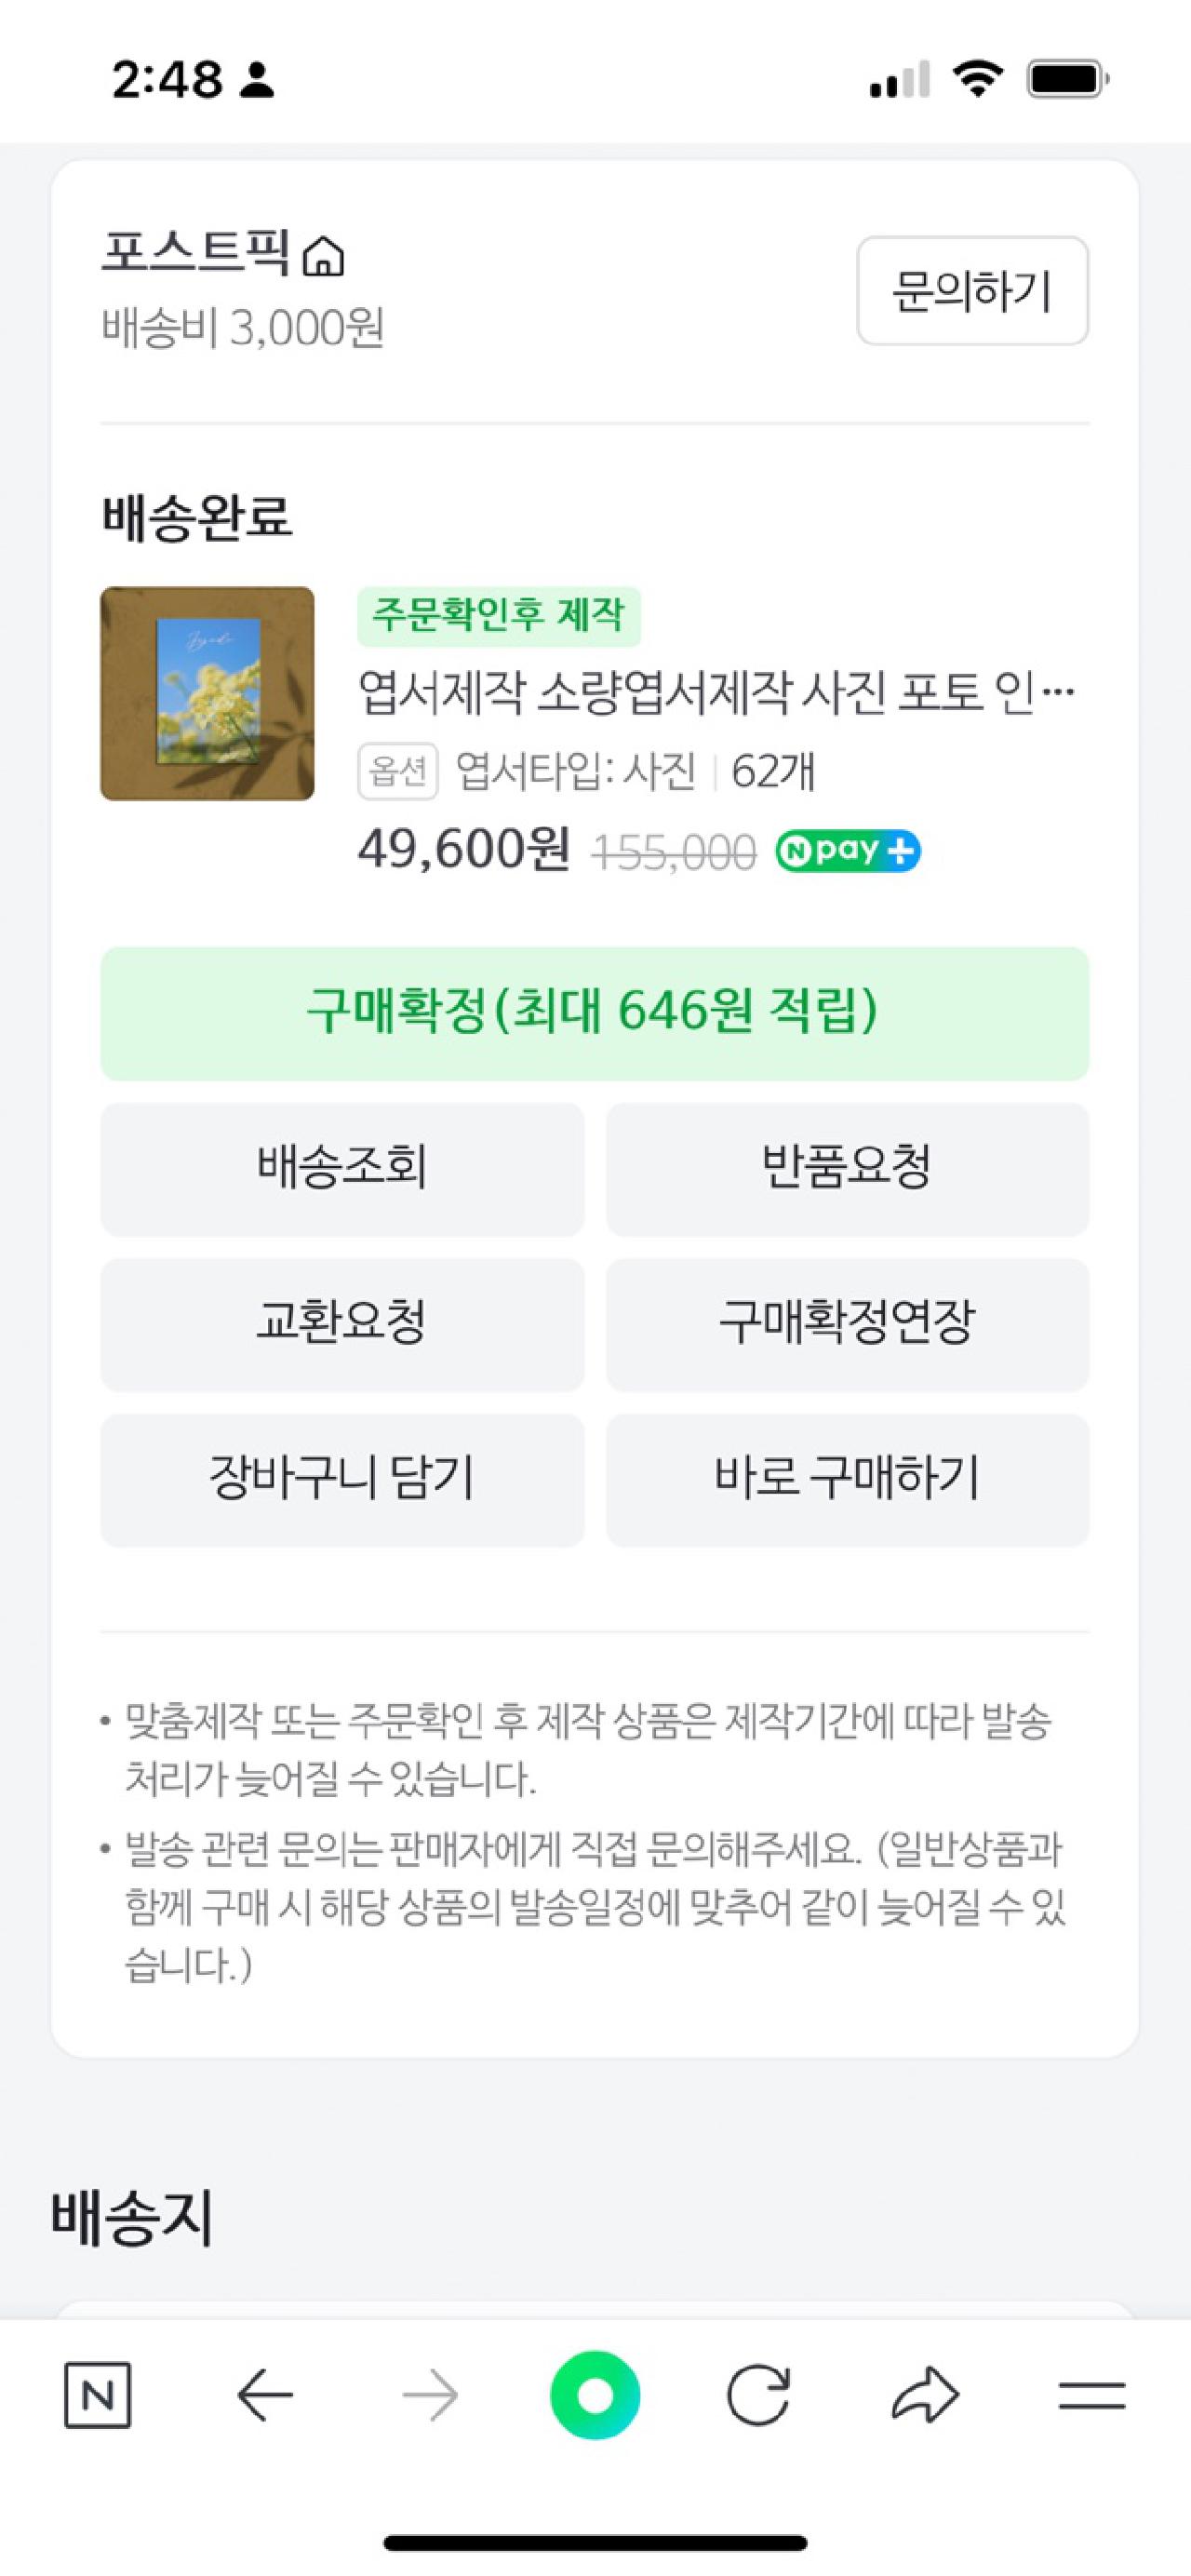 2:48
포스트픽
배송비 3,000원
문의하기
배송완료
주문확인후 제작
엽서제작 소량엽서제작 사진 포토 인…
옵션 엽서타입: 사진 | 62개
49,600원 155,000 N pay +
구매확정(최대 646원 적립)
배송조회
반품요청
교환요청
구매확정연장
장바구니 담기
바로 구매하기
• 맞춤제작 또는 주문확인 후 제작 상품은 제작기간에 따라 발송
처리가 늦어질 수 있습니다.
• 발송 관련 문의는 판매자에게 직접 문의해주세요. (일반상품과
함께 구매 시 해당 상품의 발송일정에 맞추어 같이 늦어질 수 있
습니다.)
배송지
N